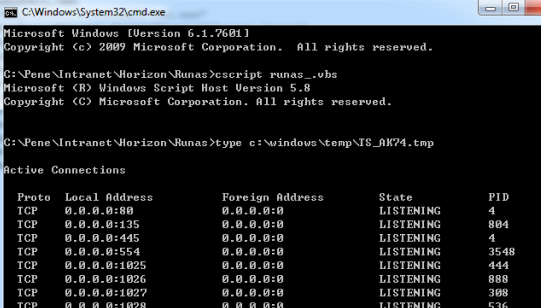 C:\Windows\System32\cmd.exe
Microsoft Windows [Version 6.1.7601]
Copyright (c) 2009 Microsoft Corporation.  All rights reserved.
C:\Pene\Intranet\Horizon\Runas>cscript runas_.vbs
Microsoft (R) Windows Script Host Version 5.8
Copyright (C) Microsoft Corporation. All rights reserved.
C:\Pene\Intranet\Horizon\Runas>type c:\windows\temp\TS_AK74.tmp
Active Connections
Proto  Local Address          Foreign Address        State           PID
TCP    0.0.0.0:80             0.0.0.0:0              LISTENING       4
TCP    0.0.0.0:135            0.0.0.0:0              LISTENING       804
TCP    0.0.0.0:445            0.0.0.0:0              LISTENING       4
TCP    0.0.0.0:554            0.0.0.0:0              LISTENING       3548
TCP    0.0.0.0:1025           0.0.0.0:0              LISTENING       444
TCP    0.0.0.0:1026           0.0.0.0:0              LISTENING       888
TCP    0.0.0.0:1027           0.0.0.0:0              LISTENING       308
TCP    0.0.0.0:1028           0.0.0.0:0              LISTENING       536